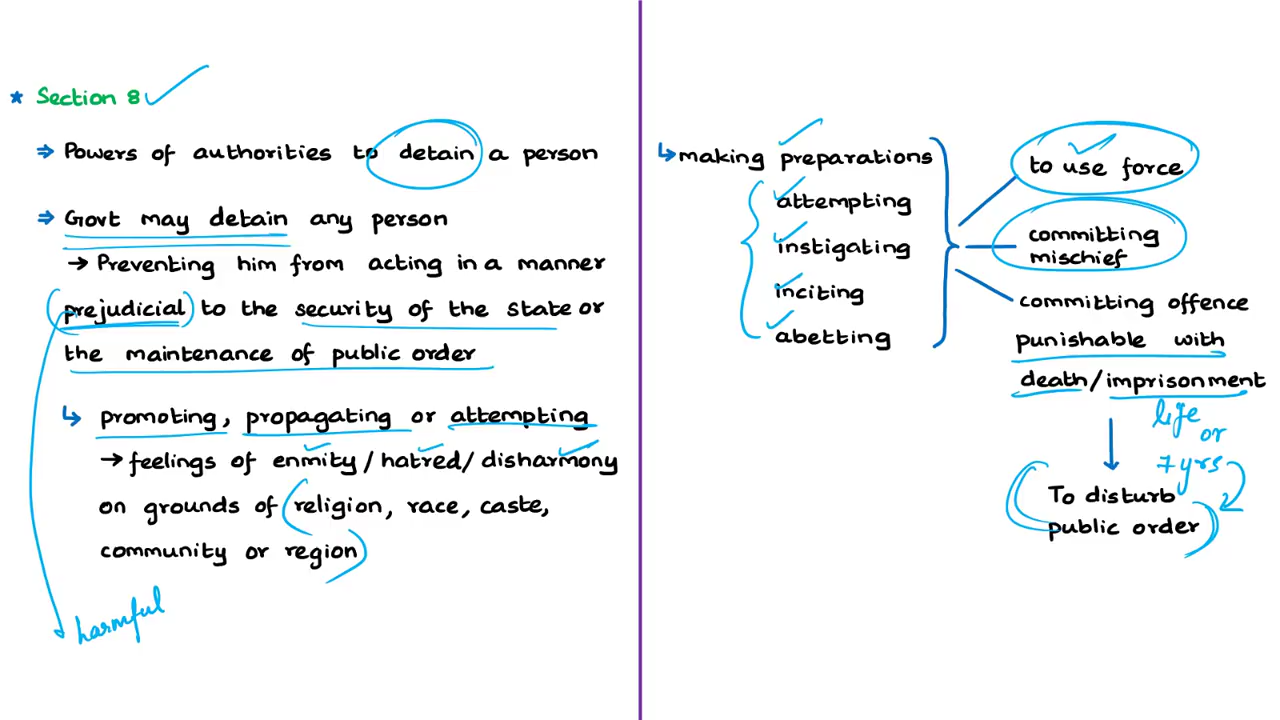 * Section 8
⇒ Powers of authorities to detain a person
⇒ Govt may detain any person
→ Preventing him from acting in a manner
(prejudicial) to the security of the state or
the maintenance of public order
↳ promoting, propagating or attempting
→ feelings of enmity/hatred/disharmony
on grounds of (religion, race, caste,
community or region)
harmful
↳ making preparations
attempting
instigating
inciting
abetting
to use force
committing
mischief
committing offence
punishable with
death/imprisonment
life
or
7 yrs
To disturb
public order